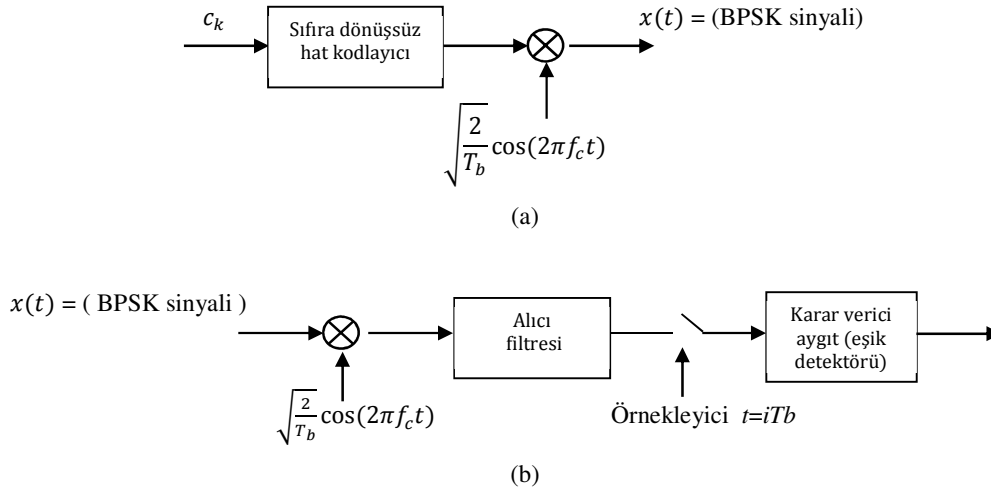 c_k
Sıfıra dönüşsüz
hat kodlayıcı
x(t) = (BPSK sinyali)
√(2/T_b) cos(2πf_c t)
(a)
x(t) = ( BPSK sinyali )
√(2/T_b) cos(2πf_c t)
Alıcı
filtresi
Örnekleyici t=iTb
Karar verici
aygıt (eşik
detektörü)
(b)